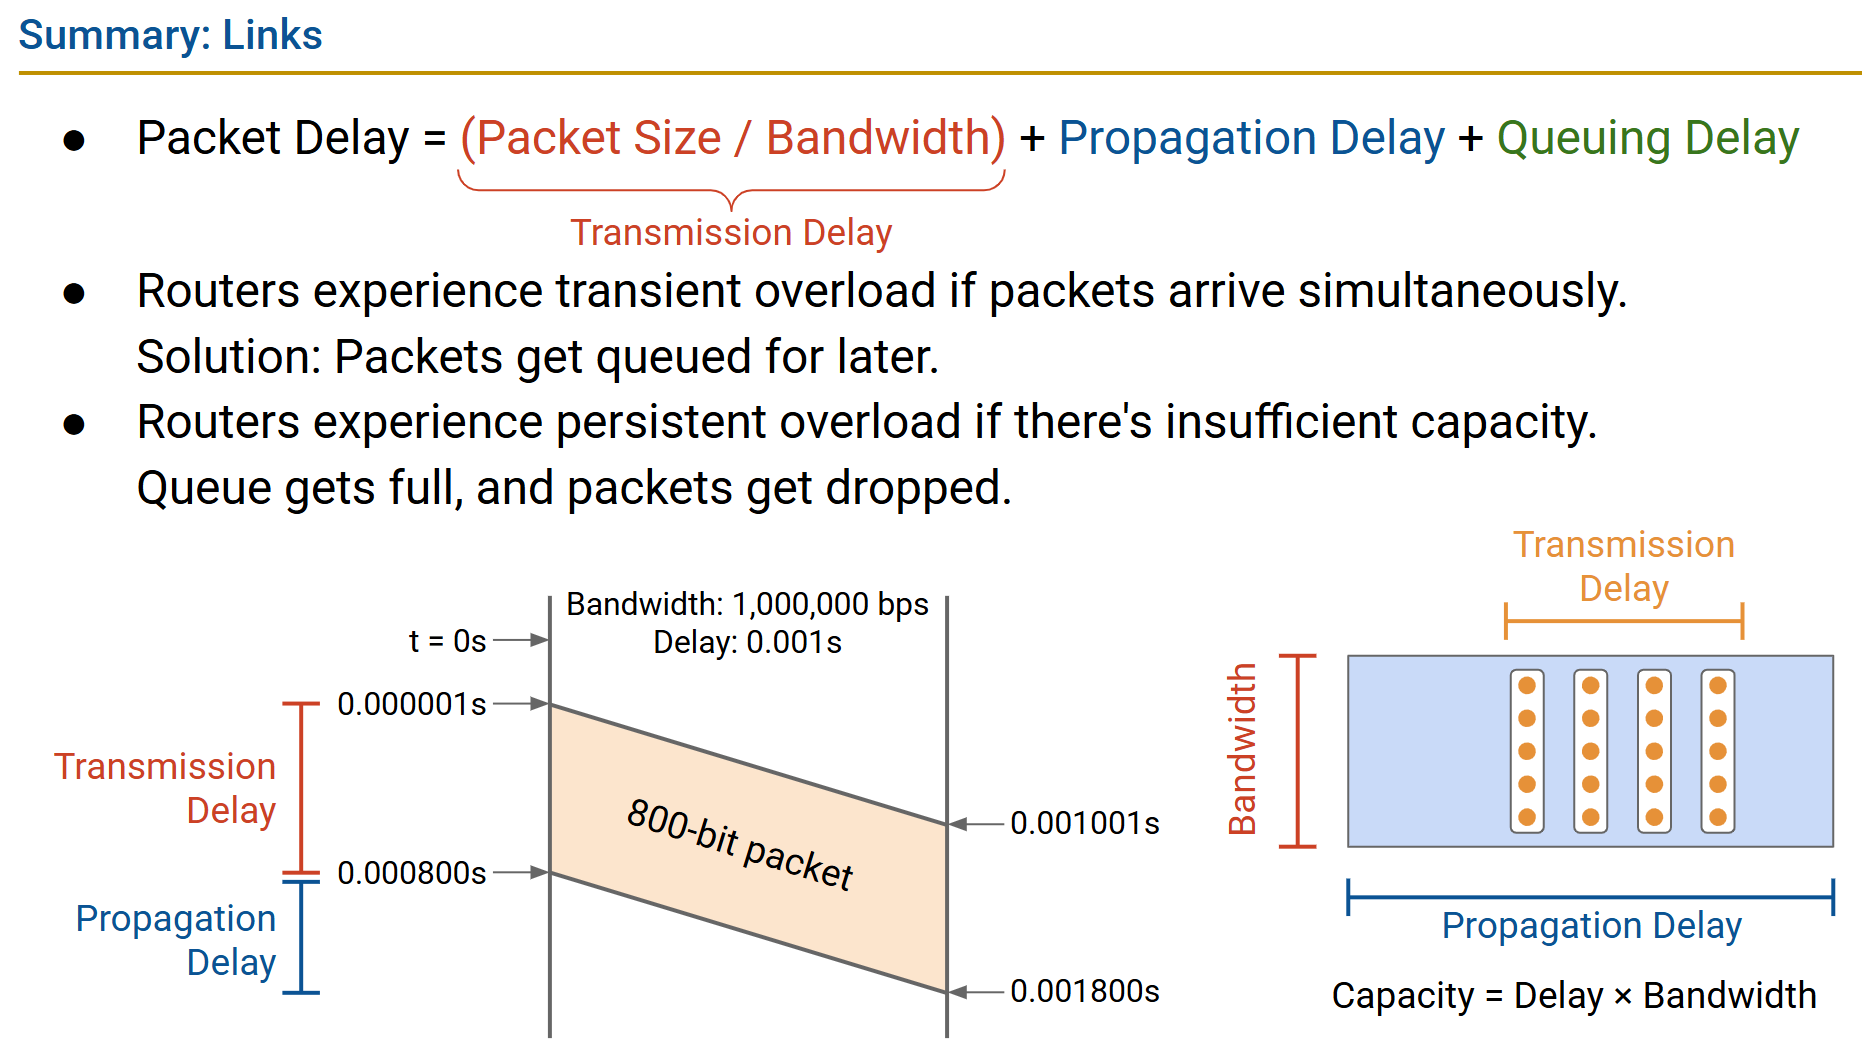 Summary: Links
● Packet Delay = (Packet Size / Bandwidth) + Propagation Delay + Queuing Delay
Transmission Delay
● Routers experience transient overload if packets arrive simultaneously.
Solution: Packets get queued for later.
● Routers experience persistent overload if there's insufficient capacity.
Queue gets full, and packets get dropped.
Bandwidth: 1,000,000 bps
Delay: 0.001s
t = 0s
0.000001s
Transmission
Delay
0.000800s
Propagation
Delay
800-bit packet
0.001001s
0.001800s
Transmission
Delay
Bandwidth
Propagation Delay
Capacity = Delay × Bandwidth